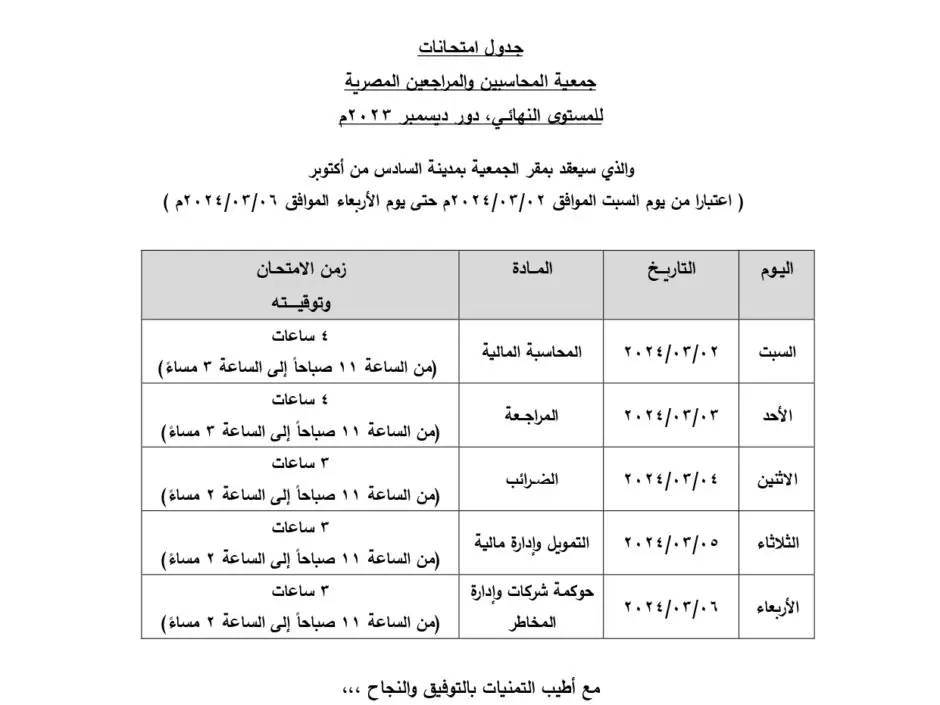 جدول امتحانات
جمعية المحاسبين والمراجعين المصرية
للمستوى النهائي، دور ديسمبر ٢٠٢٣م
والذي سيعقد بمقر الجمعية بمدينة السادس من أكتوبر
( اعتبارا من يوم السبت الموافق ٢٠٢٤/٠٣/٠٢م حتى يوم الأربعاء الموافق ٢٠٢٤/٠٣/٠٦م )
اليوم
التاريخ
المادة
زمن الامتحان
وتوقيته
السبت
٢٠٢٤/٠٣/٠٢
المحاسبة المالية
٤ ساعات
(من الساعة ١١ صباحاً إلى الساعة ٣ مساءً)
الأحد
٢٠٢٤/٠٣/٠٣
المراجعة
٤ ساعات
(من الساعة ١١ صباحاً إلى الساعة ٣ مساءً)
الاثنين
٢٠٢٤/٠٣/٠٤
الضرائب
٣ ساعات
(من الساعة ١١ صباحاً إلى الساعة ٢ مساءً)
الثلاثاء
٢٠٢٤/٠٣/٠٥
التمويل وإدارة مالية
٣ ساعات
(من الساعة ١١ صباحاً إلى الساعة ٢ مساءً)
الأربعاء
٢٠٢٤/٠٣/٠٦
حوكمة شركات وإدارة
المخاطر
٣ ساعات
(من الساعة ١١ صباحاً إلى الساعة ٢ مساءً)
مع أطيب التمنيات بالتوفيق والنجاح ،،،